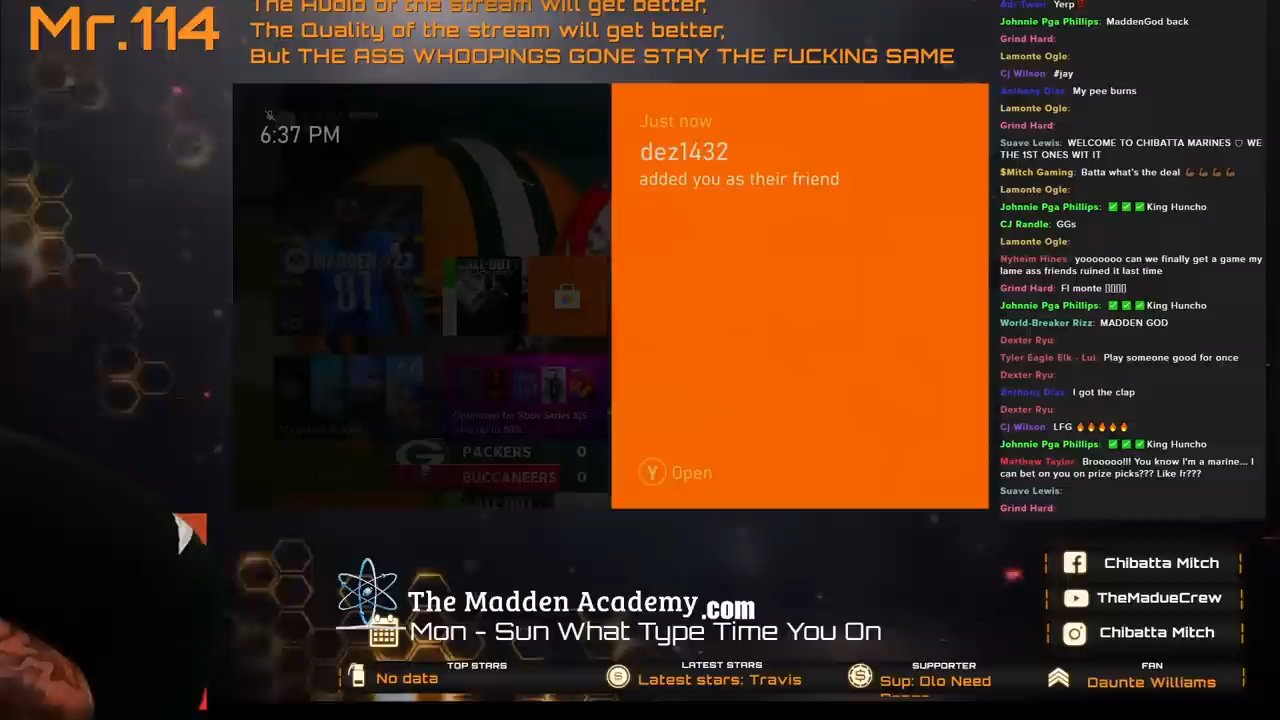 Mr.114
The Audio of the stream will get better,
The Quality of the stream will get better,
But THE ASS WHOOPINGS GONE STAY THE FUCKING SAME
6:37 PM
MADDEN 23
Optimized for Xbox Series X|S
PACKERS 0
BUCCANEERS 0
Just now
dez1432
added you as their friend
Y Open
Yerp
Johnnie Pga Phillips: MaddenGod back
Grind Hard:
Lamonte Ogle:
Cj Wilson: #jay
Anthony Diaz: My pee burns
Lamonte Ogle:
Grind Hard:
Suave Lewis: WELCOME TO CHIBATTA MARINES 🛡 WE
THE 1ST ONES WIT IT
$Mitch Gaming: Batta what's the deal 💪🏾 💪🏾 💪🏾 💪🏾
Lamonte Ogle:
Johnnie Pga Phillips: ✅ ✅ ✅ King Huncho
CJ Randle: GGs
Lamonte Ogle:
Nyheim Hines: yooooooo can we finally get a game my
lame ass friends ruined it last time
Grind Hard: Fl monte
Johnnie Pga Phillips: ✅ ✅ ✅ King Huncho
World-Breaker Rizz: MADDEN GOD
Dexter Ryu:
Tyler Eagle Elk - Lui: Play someone good for once
Dexter Ryu:
Anthony Diaz: I got the clap
Dexter Ryu:
Cj Wilson: LFG 🔥🔥🔥🔥🔥
Johnnie Pga Phillips: ✅ ✅ ✅ King Huncho
Matthew Taylor: Brooooo!!! You know I'm a marine... I
can bet on you on prize picks??? Like fr???
Suave Lewis:
Grind Hard:
The Madden Academy.com
Mon - Sun What Type Time You On
Chibatta Mitch
TheMadueCrew
Chibatta Mitch
TOP STARS
No data
LATEST STARS
Latest stars: Travis
SUPPORTER
Sup: Dlo Need
FAN
Daunte Williams